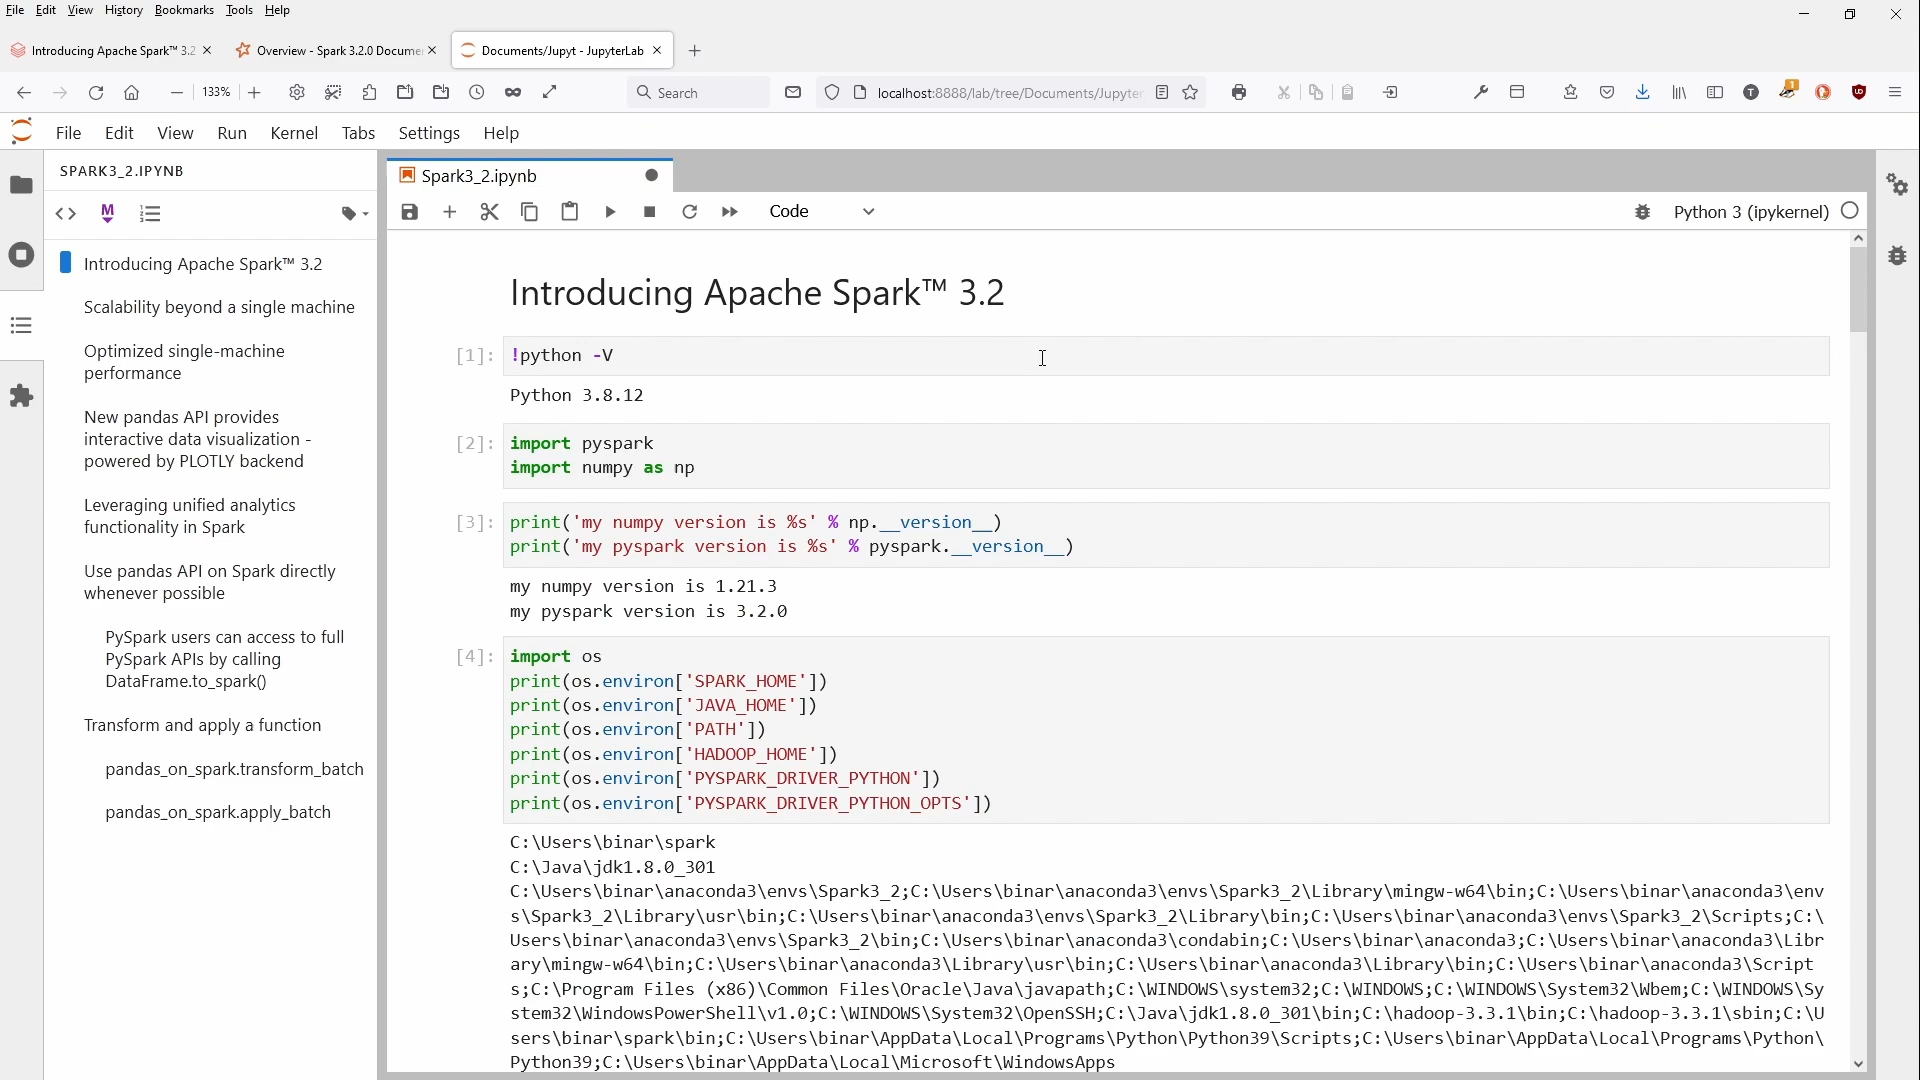 File Edit View History Bookmarks Tools Help
Introducing Apache Spark™ 3.2
Overview - Spark 3.2.0 Docume
Documents/Jupyt - JupyterLab
133%
Search
localhost:8888/lab/tree/Documents/Jupyter
File Edit View Run Kernel Tabs Settings Help
SPARK3_2.IPYNB
Introducing Apache Spark™ 3.2
Scalability beyond a single machine
Optimized single-machine
performance
New pandas API provides
interactive data visualization -
powered by PLOTLY backend
Leveraging unified analytics
functionality in Spark
Use pandas API on Spark directly
whenever possible
PySpark users can access to full
PySpark APIs by calling
DataFrame.to_spark()
Transform and apply a function
pandas_on_spark.transform_batch
pandas_on_spark.apply_batch
Spark3_2.ipynb
Code
Python 3 (ipykernel)
Introducing Apache Spark™ 3.2
[1]: !python -V
Python 3.8.12
[2]: import pyspark
import numpy as np
[3]: print('my numpy version is %s' % np.__version__)
print('my pyspark version is %s' % pyspark.__version__)
my numpy version is 1.21.3
my pyspark version is 3.2.0
[4]: import os
print(os.environ['SPARK_HOME'])
print(os.environ['JAVA_HOME'])
print(os.environ['PATH'])
print(os.environ['HADOOP_HOME'])
print(os.environ['PYSPARK_DRIVER_PYTHON'])
print(os.environ['PYSPARK_DRIVER_PYTHON_OPTS'])
C:\Users\binar\spark
C:\Java\jdk1.8.0_301
C:\Users\binar\anaconda3\envs\Spark3_2;C:\Users\binar\anaconda3\envs\Spark3_2\Library\mingw-w64\bin;C:\Users\binar\anaconda3\env
s\Spark3_2\Library\usr\bin;C:\Users\binar\anaconda3\envs\Spark3_2\Library\bin;C:\Users\binar\anaconda3\envs\Spark3_2\Scripts;C:\
Users\binar\anaconda3\envs\Spark3_2\bin;C:\Users\binar\anaconda3\condabin;C:\Users\binar\anaconda3;C:\Users\binar\anaconda3\Libr
ary\mingw-w64\bin;C:\Users\binar\anaconda3\Library\usr\bin;C:\Users\binar\anaconda3\Library\bin;C:\Users\binar\anaconda3\Script
s;C:\Program Files (x86)\Common Files\Oracle\Java\javapath;C:\WINDOWS\system32;C:\WINDOWS;C:\WINDOWS\System32\Wbem;C:\WINDOWS\Sy
stem32\WindowsPowerShell\v1.0;C:\WINDOWS\System32\OpenSSH;C:\Java\jdk1.8.0_301\bin;C:\hadoop-3.3.1\bin;C:\hadoop-3.3.1\sbin;C:\U
sers\binar\spark\bin;C:\Users\binar\AppData\Local\Programs\Python\Python39\Scripts;C:\Users\binar\AppData\Local\Programs\Python\
Python39;C:\Users\binar\AppData\Local\Microsoft\WindowsApps